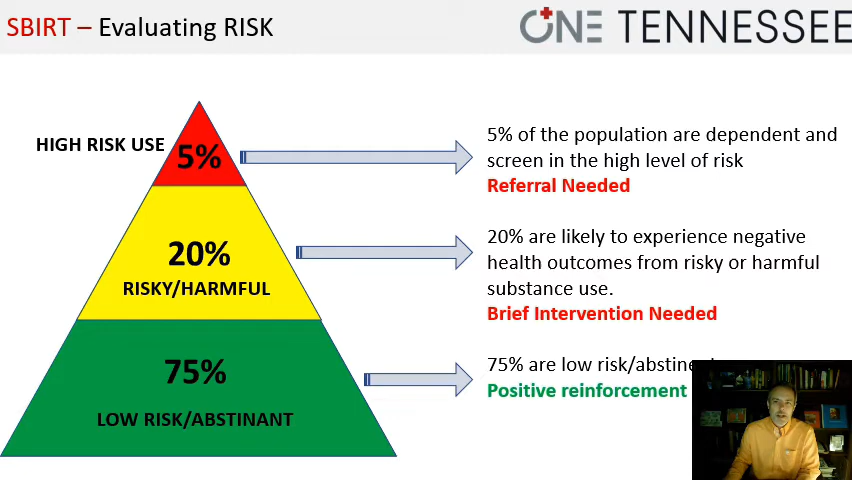 SBIRT – Evaluating RISK
ONE TENNESSEE
HIGH RISK USE
5%
5% of the population are dependent and
screen in the high level of risk
Referral Needed
20%
RISKY/HARMFUL
20% are likely to experience negative
health outcomes from risky or harmful
substance use.
Brief Intervention Needed
75%
LOW RISK/ABSTINANT
75% are low risk/
Positive reinforcement